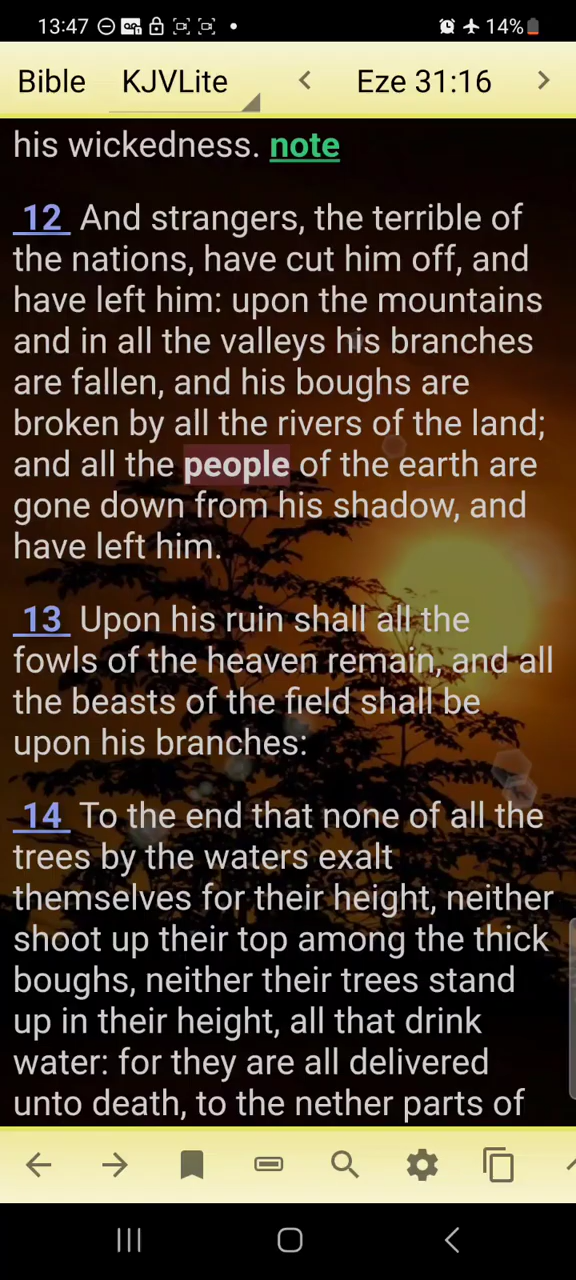 13:47 14%
Bible KJVLite Eze 31:16
his wickedness. note
12 And strangers, the terrible of
the nations, have cut him off, and
have left him: upon the mountains
and in all the valleys his branches
are fallen, and his boughs are
broken by all the rivers of the land;
and all the people of the earth are
gone down from his shadow, and
have left him.
13 Upon his ruin shall all the
fowls of the heaven remain, and all
the beasts of the field shall be
upon his branches:
14 To the end that none of all the
trees by the waters exalt
themselves for their height, neither
shoot up their top among the thick
boughs, neither their trees stand
up in their height, all that drink
water: for they are all delivered
unto death, to the nether parts of